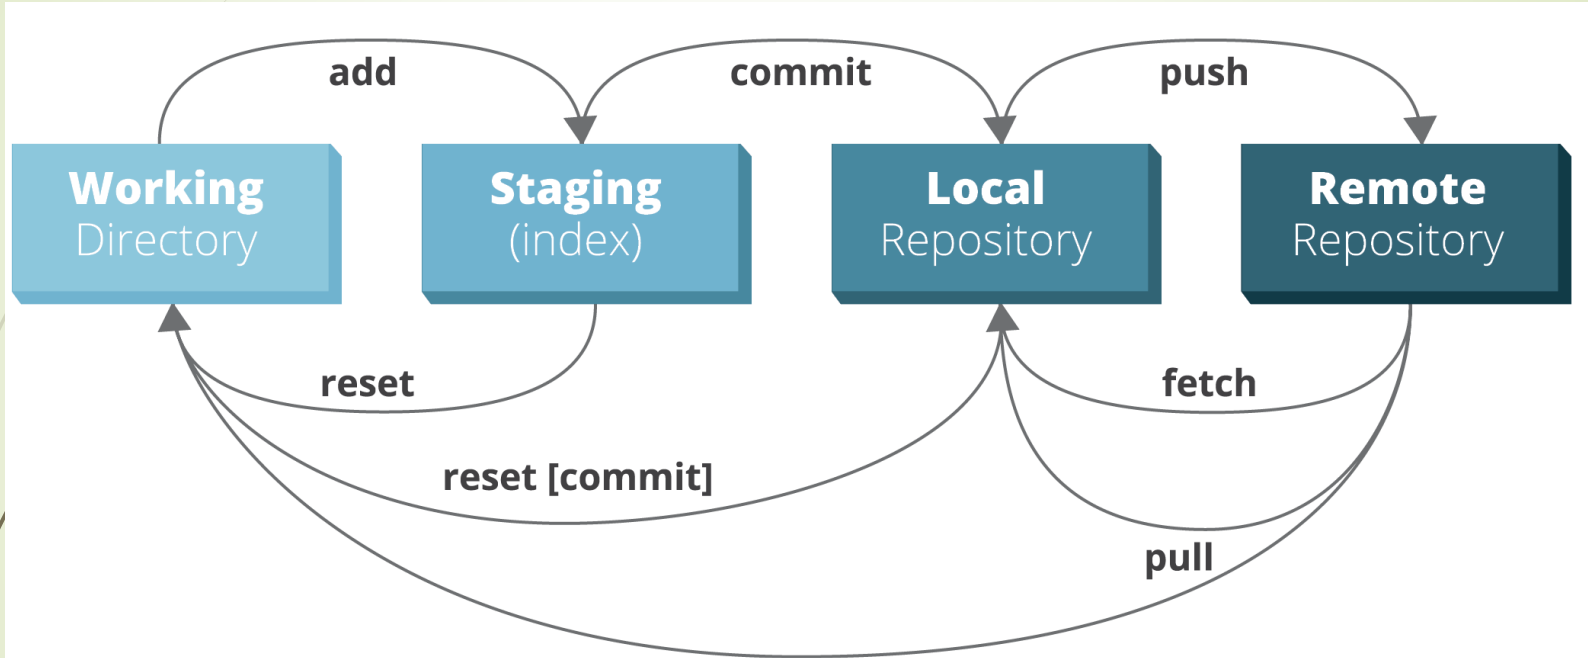 add
commit
push
Working
Directory
Staging
(index)
Local
Repository
Remote
Repository
reset
fetch
reset [commit]
pull